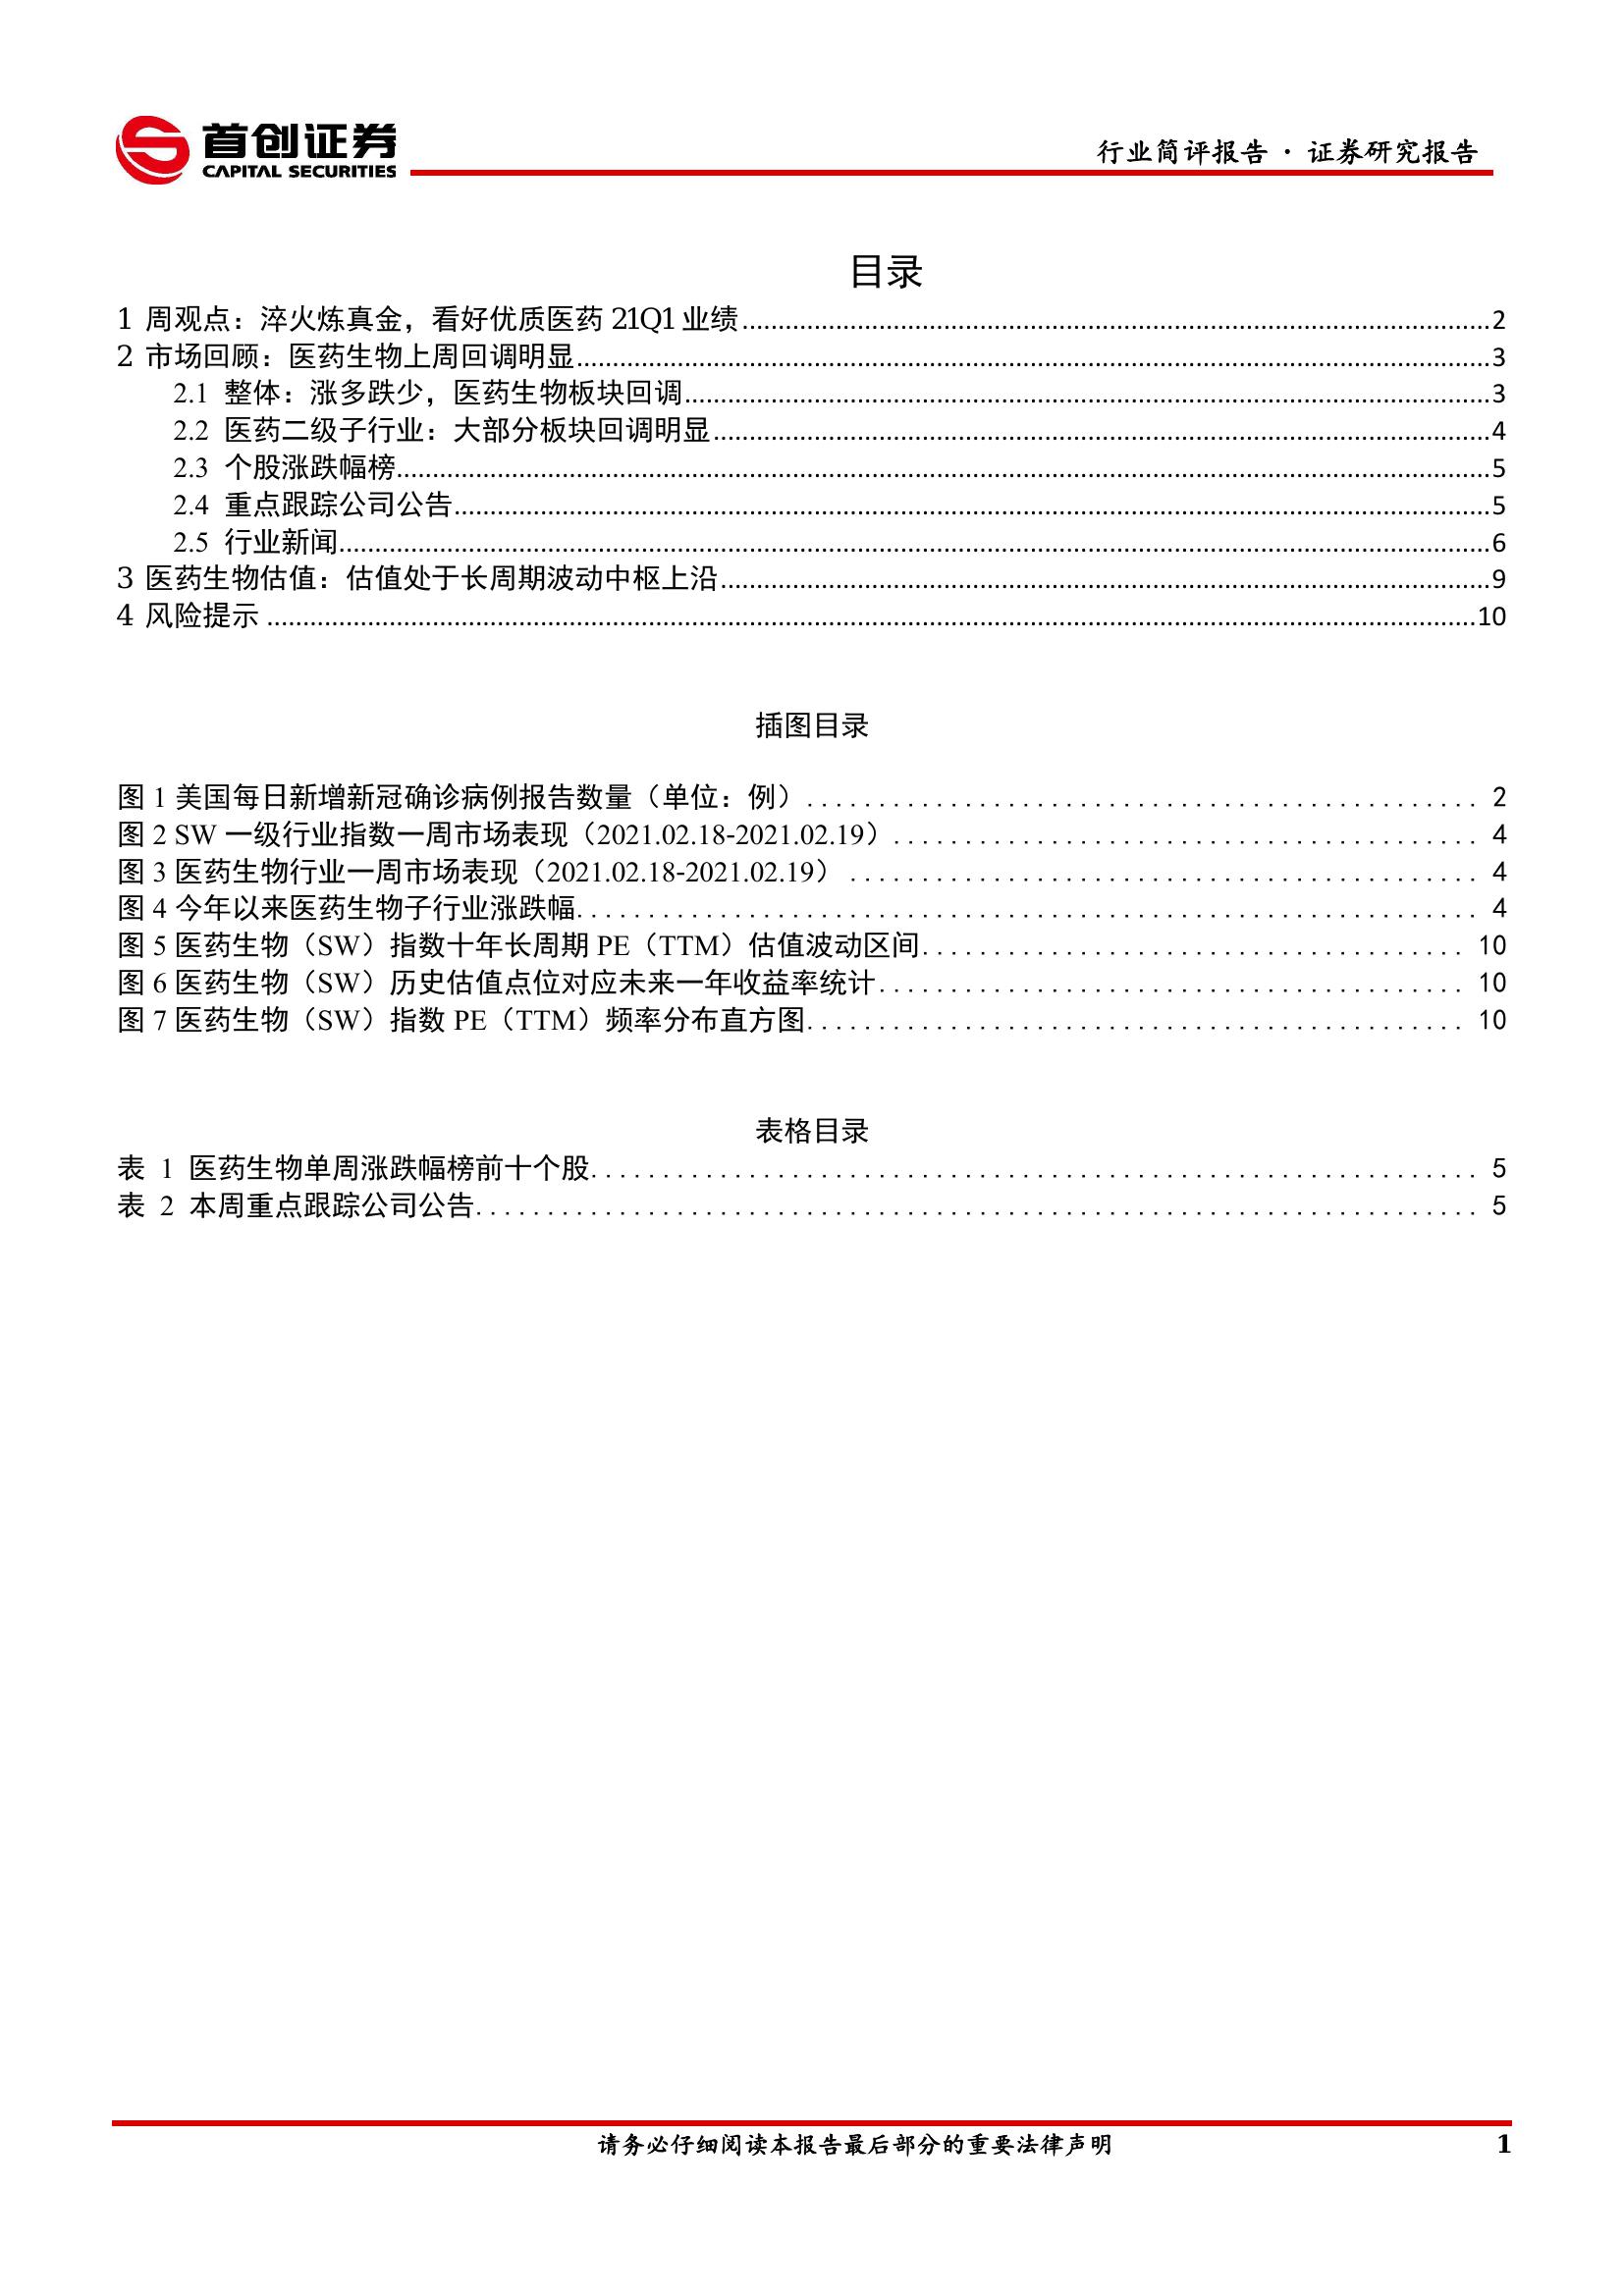 首创证券
CAPITAL SECURITIES
行业简评报告 · 证券研究报告
目录
1 周观点：淬火炼真金，看好优质医药 21Q1 业绩 2
2 市场回顾：医药生物上周回调明显 3
2.1 整体：涨多跌少，医药生物板块回调 3
2.2 医药二级子行业：大部分板块回调明显 4
2.3 个股涨跌幅榜 5
2.4 重点跟踪公司公告 5
2.5 行业新闻 6
3 医药生物估值：估值处于长周期波动中枢上沿 9
4 风险提示 10
插图目录
图 1 美国每日新增新冠确诊病例报告数量（单位：例） 2
图 2 SW 一级行业指数一周市场表现（2021.02.18-2021.02.19） 4
图 3 医药生物行业一周市场表现（2021.02.18-2021.02.19） 4
图 4 今年以来医药生物子行业涨跌幅 4
图 5 医药生物（SW）指数十年长周期 PE（TTM）估值波动区间 10
图 6 医药生物（SW）历史估值点位对应未来一年收益率统计 10
图 7 医药生物（SW）指数 PE（TTM）频率分布直方图 10
表格目录
表 1 医药生物单周涨跌幅榜前十个股 5
表 2 本周重点跟踪公司公告 5
请务必仔细阅读本报告最后部分的重要法律声明 1